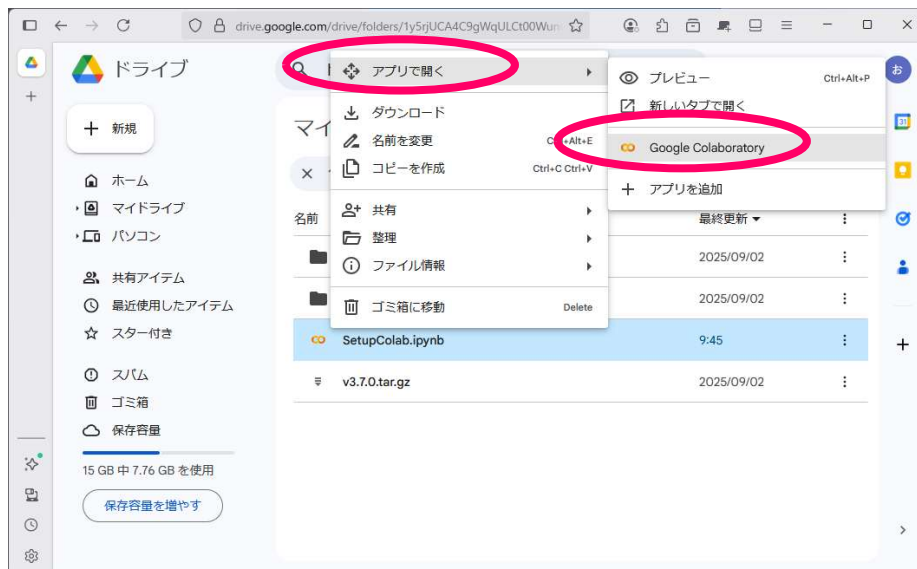 drive.google.com/drive/folders/1y5rjUCA4C9gWqULCt00Wum
ドライブ
お
新規
ホーム
マイドライブ
パソコン
共有アイテム
最近使用したアイテム
スター付き
スパム
ゴミ箱
保存容量
15 GB 中 7.76 GB を使用
保存容量を増やす
マイ
アプリで開く
ダウンロード
名前を変更 Ctrl+Alt+E
コピーを作成 Ctrl+C Ctrl+V
共有
整理
ファイル情報
ゴミ箱に移動 Delete
プレビュー Ctrl+Alt+P
新しいタブで開く
Google Colaboratory
アプリを追加
31
名前 最終更新
2025/09/02
2025/09/02
SetupColab.ipynb 9:45
v3.7.0.tar.gz 2025/09/02